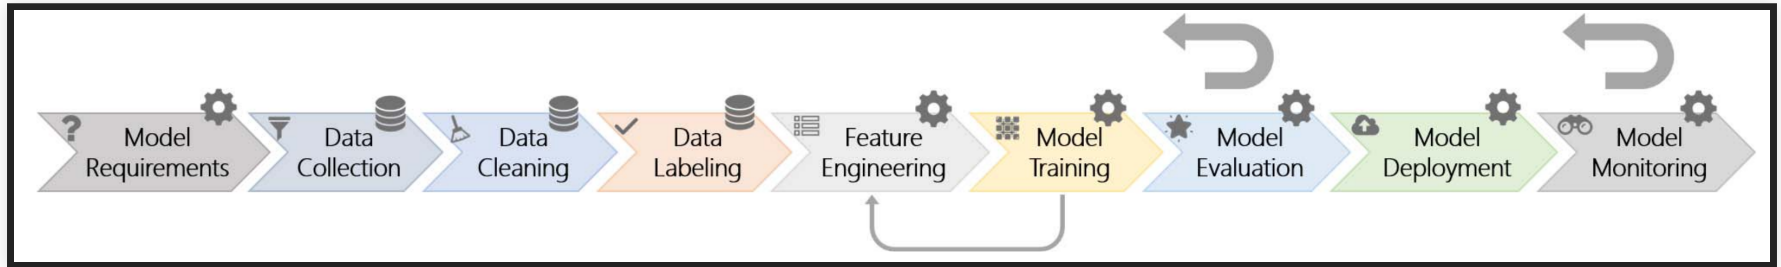 Model
Requirements
Data
Collection
Data
Cleaning
Data
Labeling
Feature
Engineering
Model
Training
Model
Evaluation
Model
Deployment
Model
Monitoring